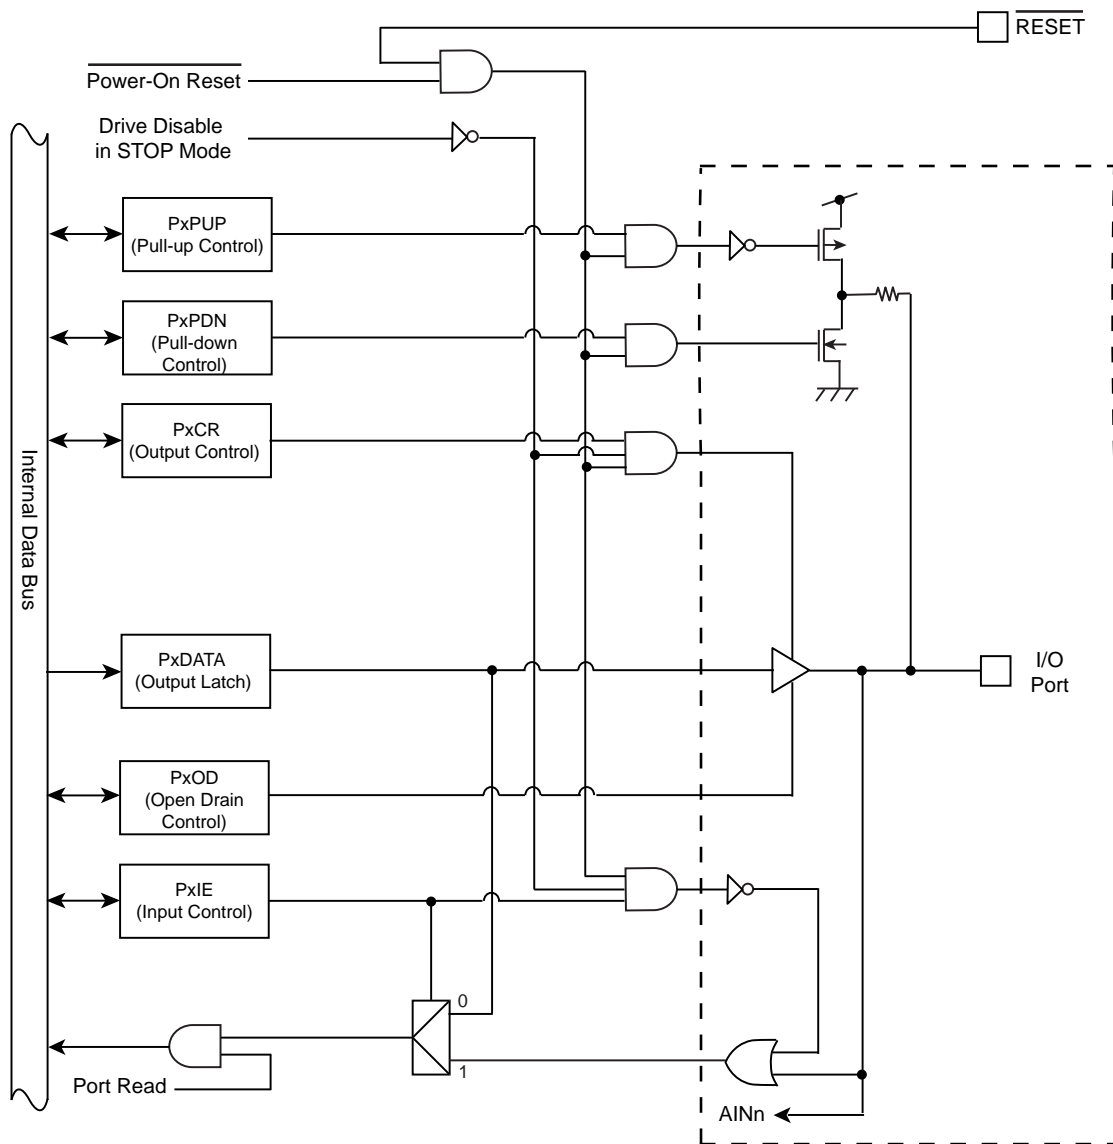 RESET
Power-On Reset
Drive Disable
in STOP Mode
PxPUP
(Pull-up Control)
PxPDN
(Pull-down
Control)
PxCR
(Output Control)
Internal Data Bus
PxDATA
(Output Latch)
I/O
Port
PxOD
(Open Drain
Control)
PxIE
(Input Control)
0
1
Port Read
AINn